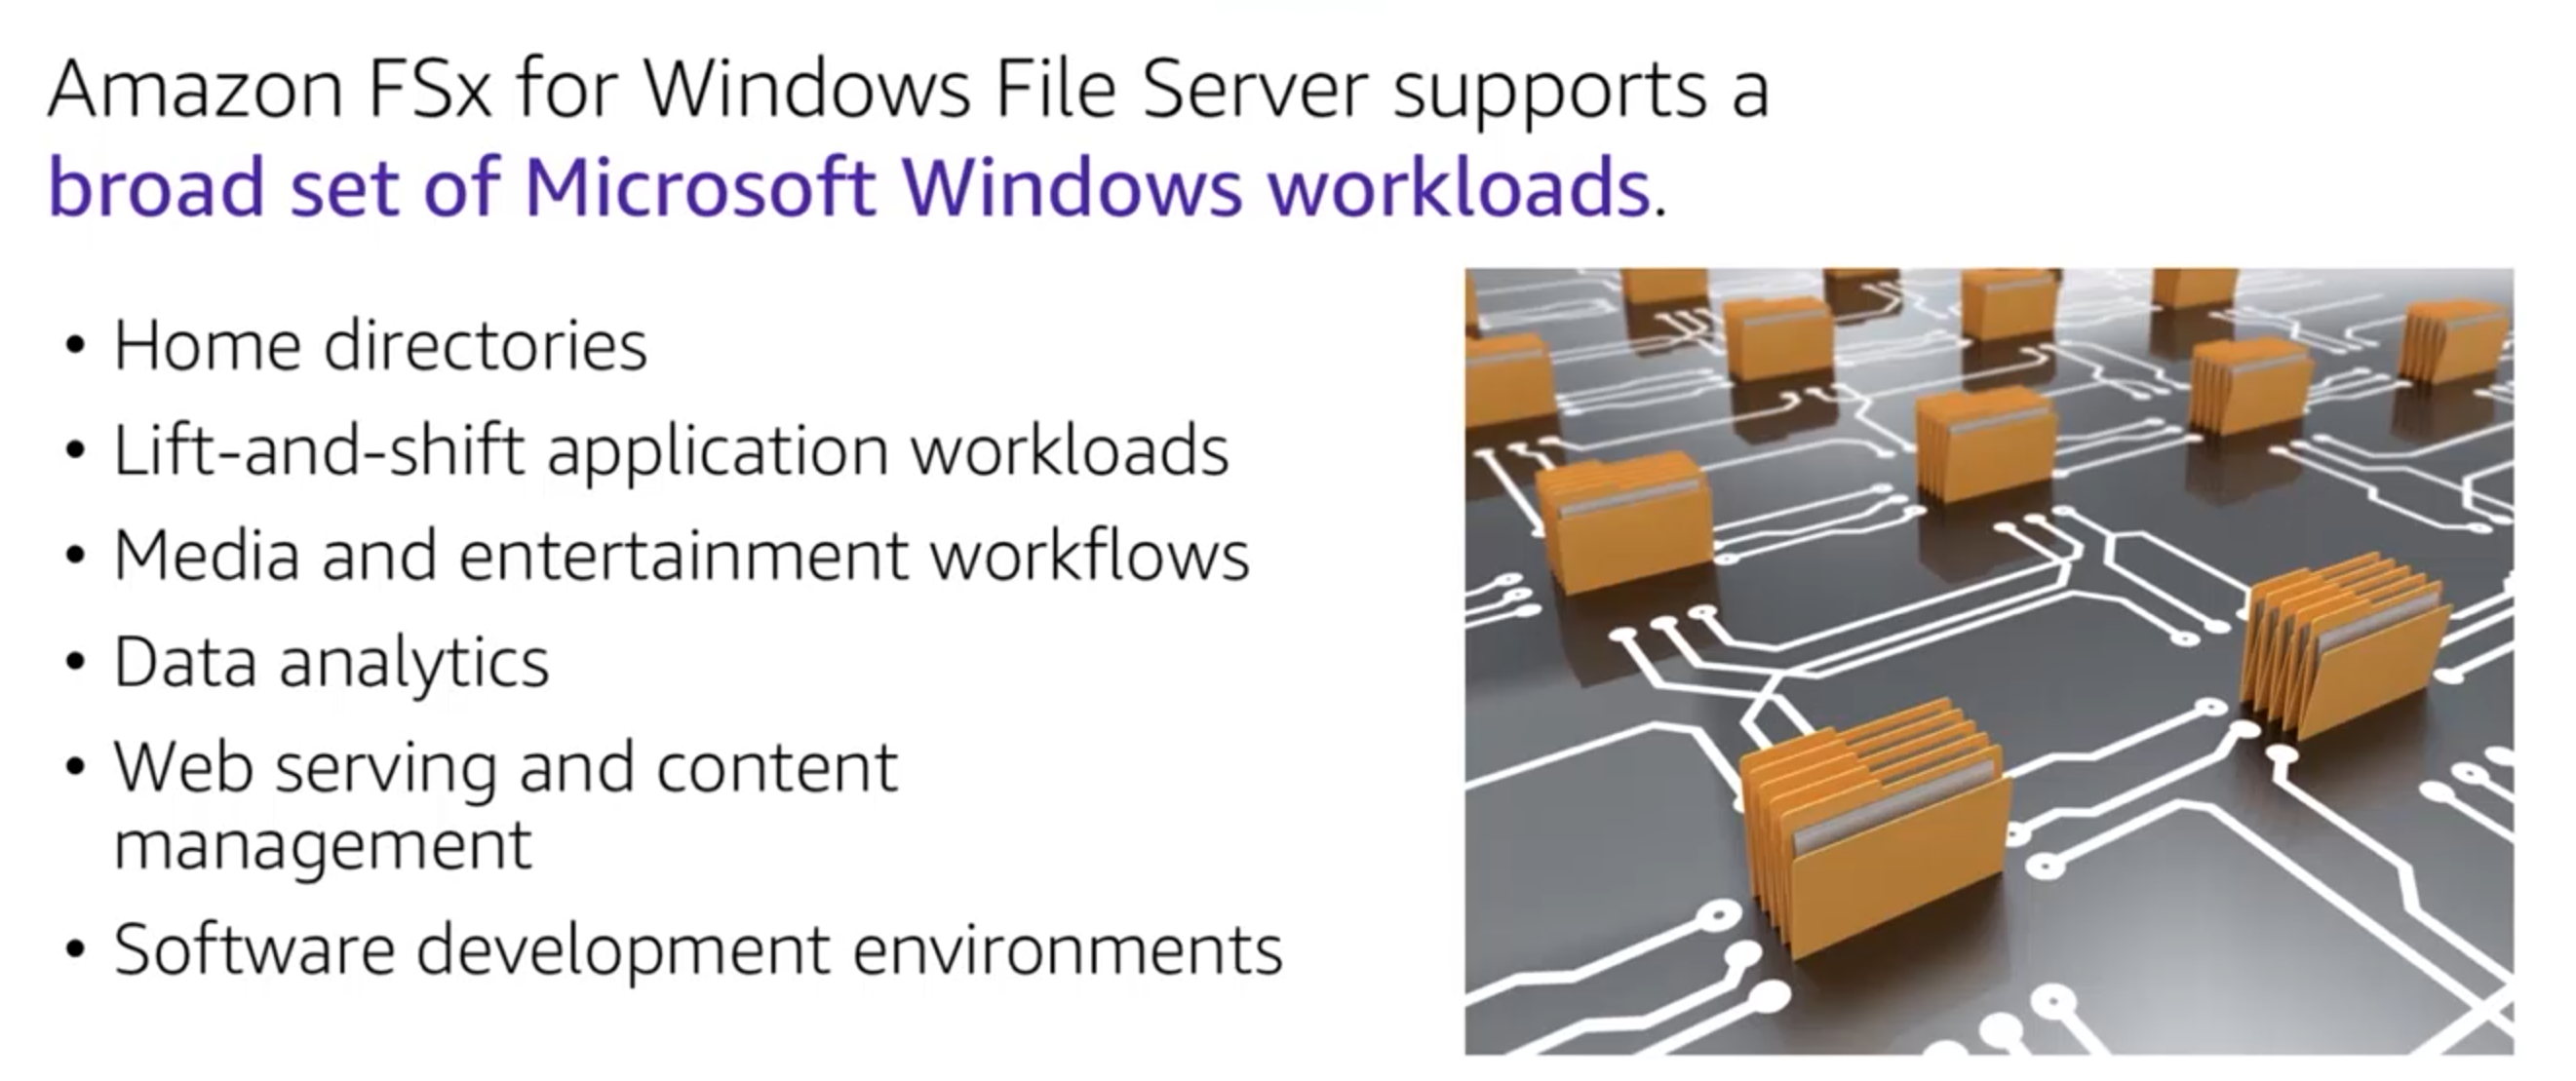 Amazon FSx for Windows File Server supports a
broad set of Microsoft Windows workloads.
• Home directories
• Lift-and-shift application workloads
• Media and entertainment workflows
• Data analytics
• Web serving and content
management
• Software development environments